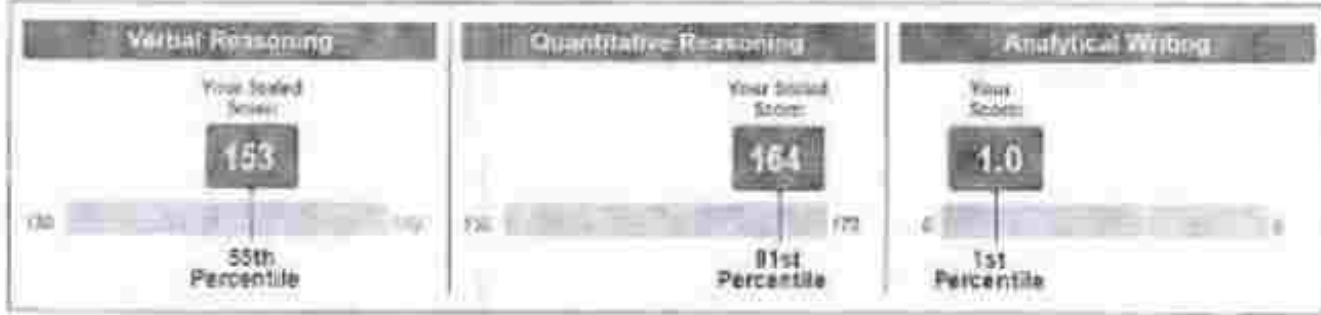 Verbal Reasoning
Your Scaled
Score:
153
130
170
55th
Percentile
Quantitative Reasoning
Your Scaled
Score:
164
130
170
81st
Percentile
Analytical Writing
Your
Score:
1.0
0
6
1st
Percentile